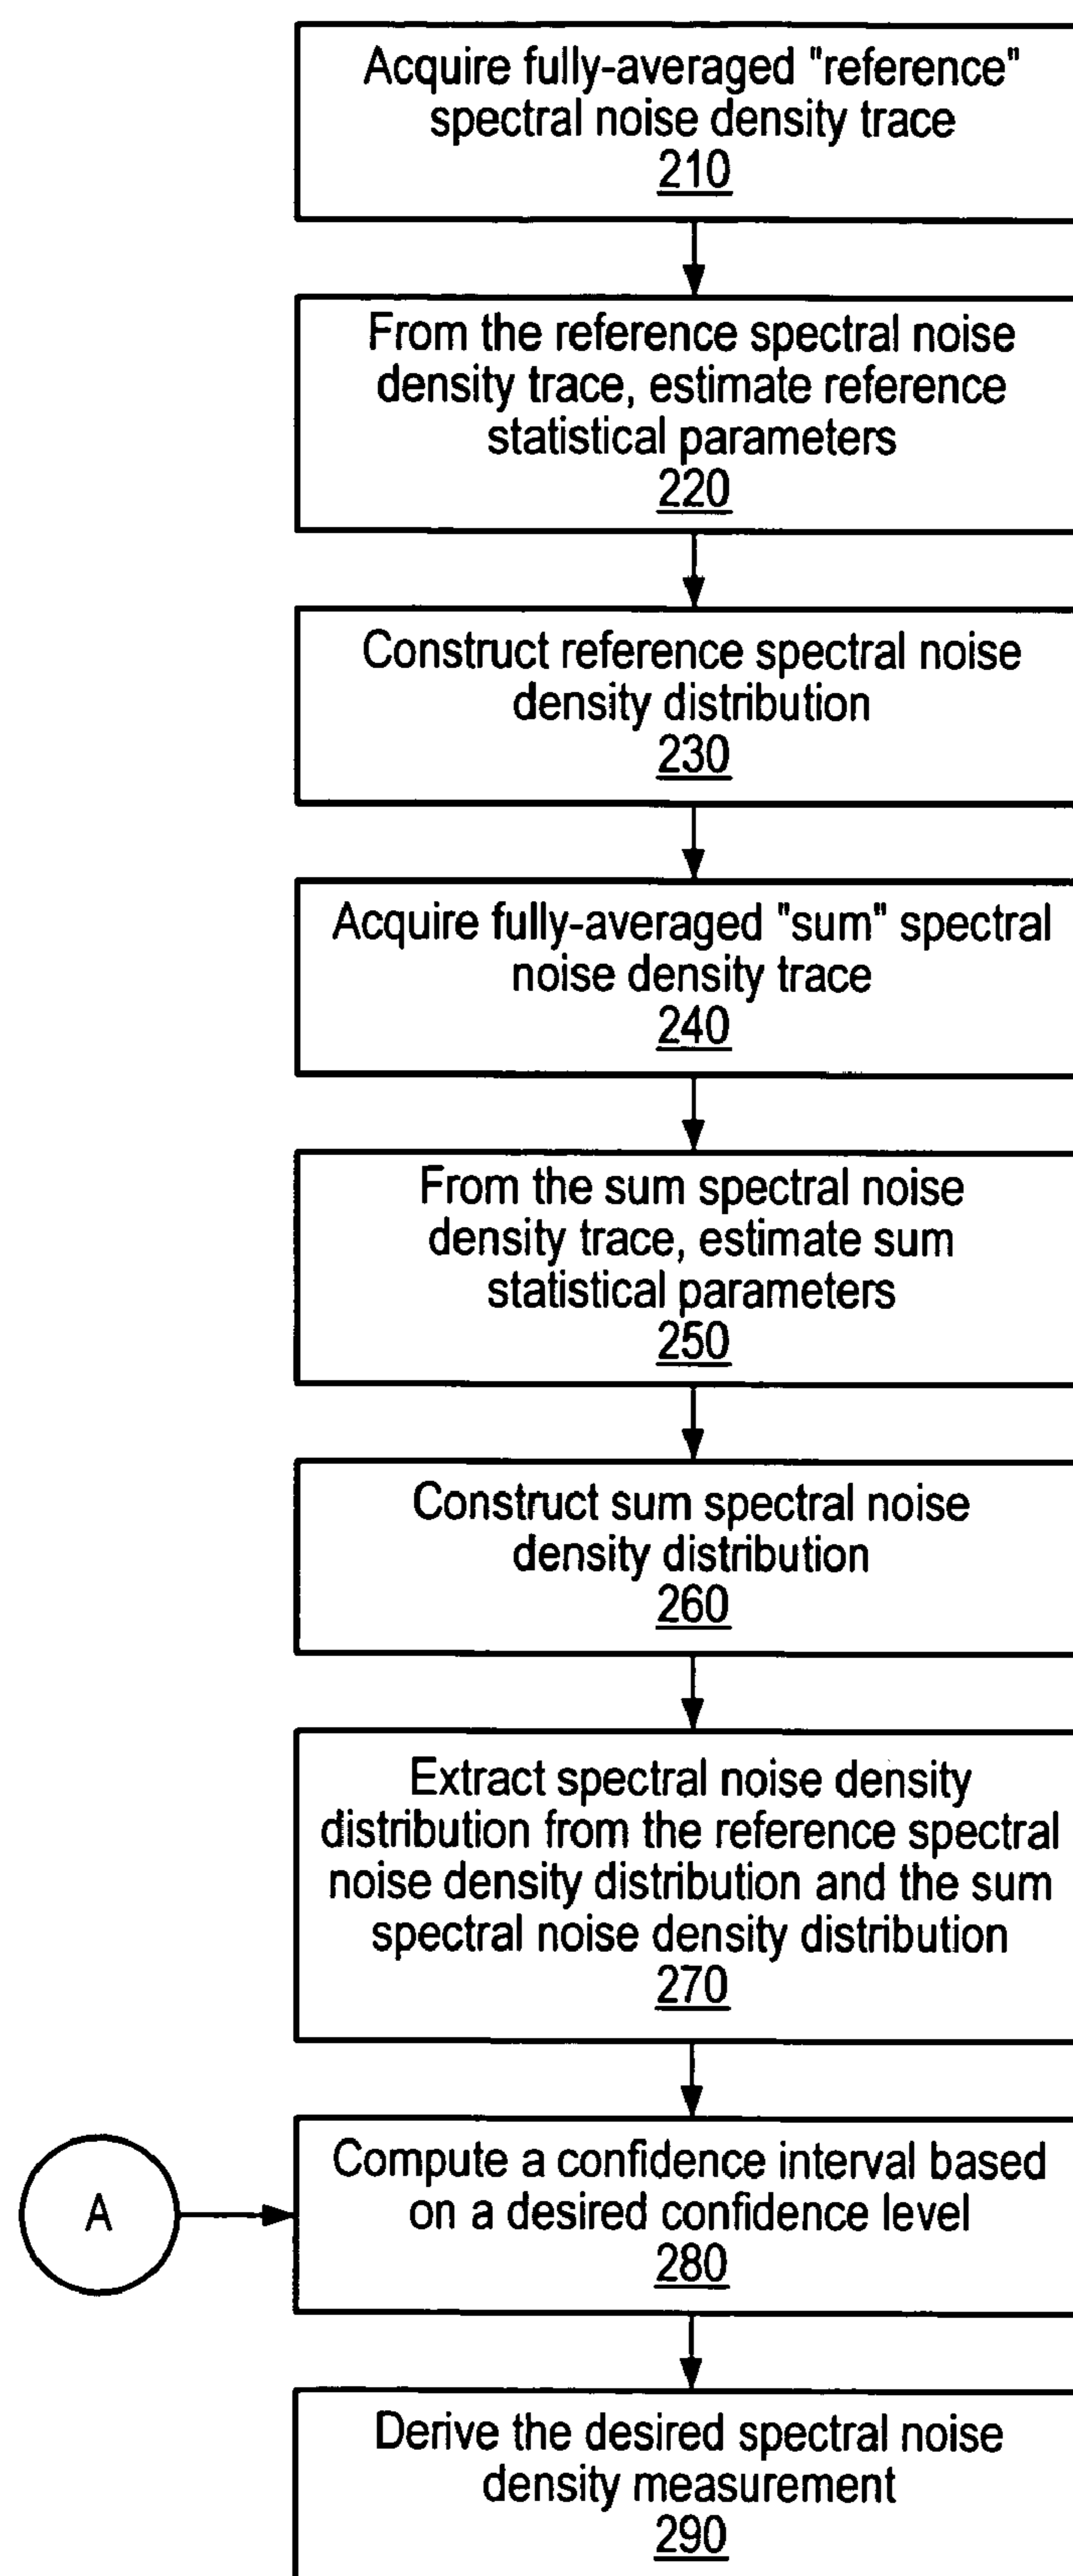 Acquire fully-averaged "reference"
spectral noise density trace
210
From the reference spectral noise
density trace, estimate reference
statistical parameters
220
Construct reference spectral noise
density distribution
230
Acquire fully-averaged "sum" spectral
noise density trace
240
From the sum spectral noise
density trace, estimate sum
statistical parameters
250
Construct sum spectral noise
density distribution
260
Extract spectral noise density
distribution from the reference spectral
noise density distribution and the sum
spectral noise density distribution
270
A
Compute a confidence interval based
on a desired confidence level
280
Derive the desired spectral noise
density measurement
290